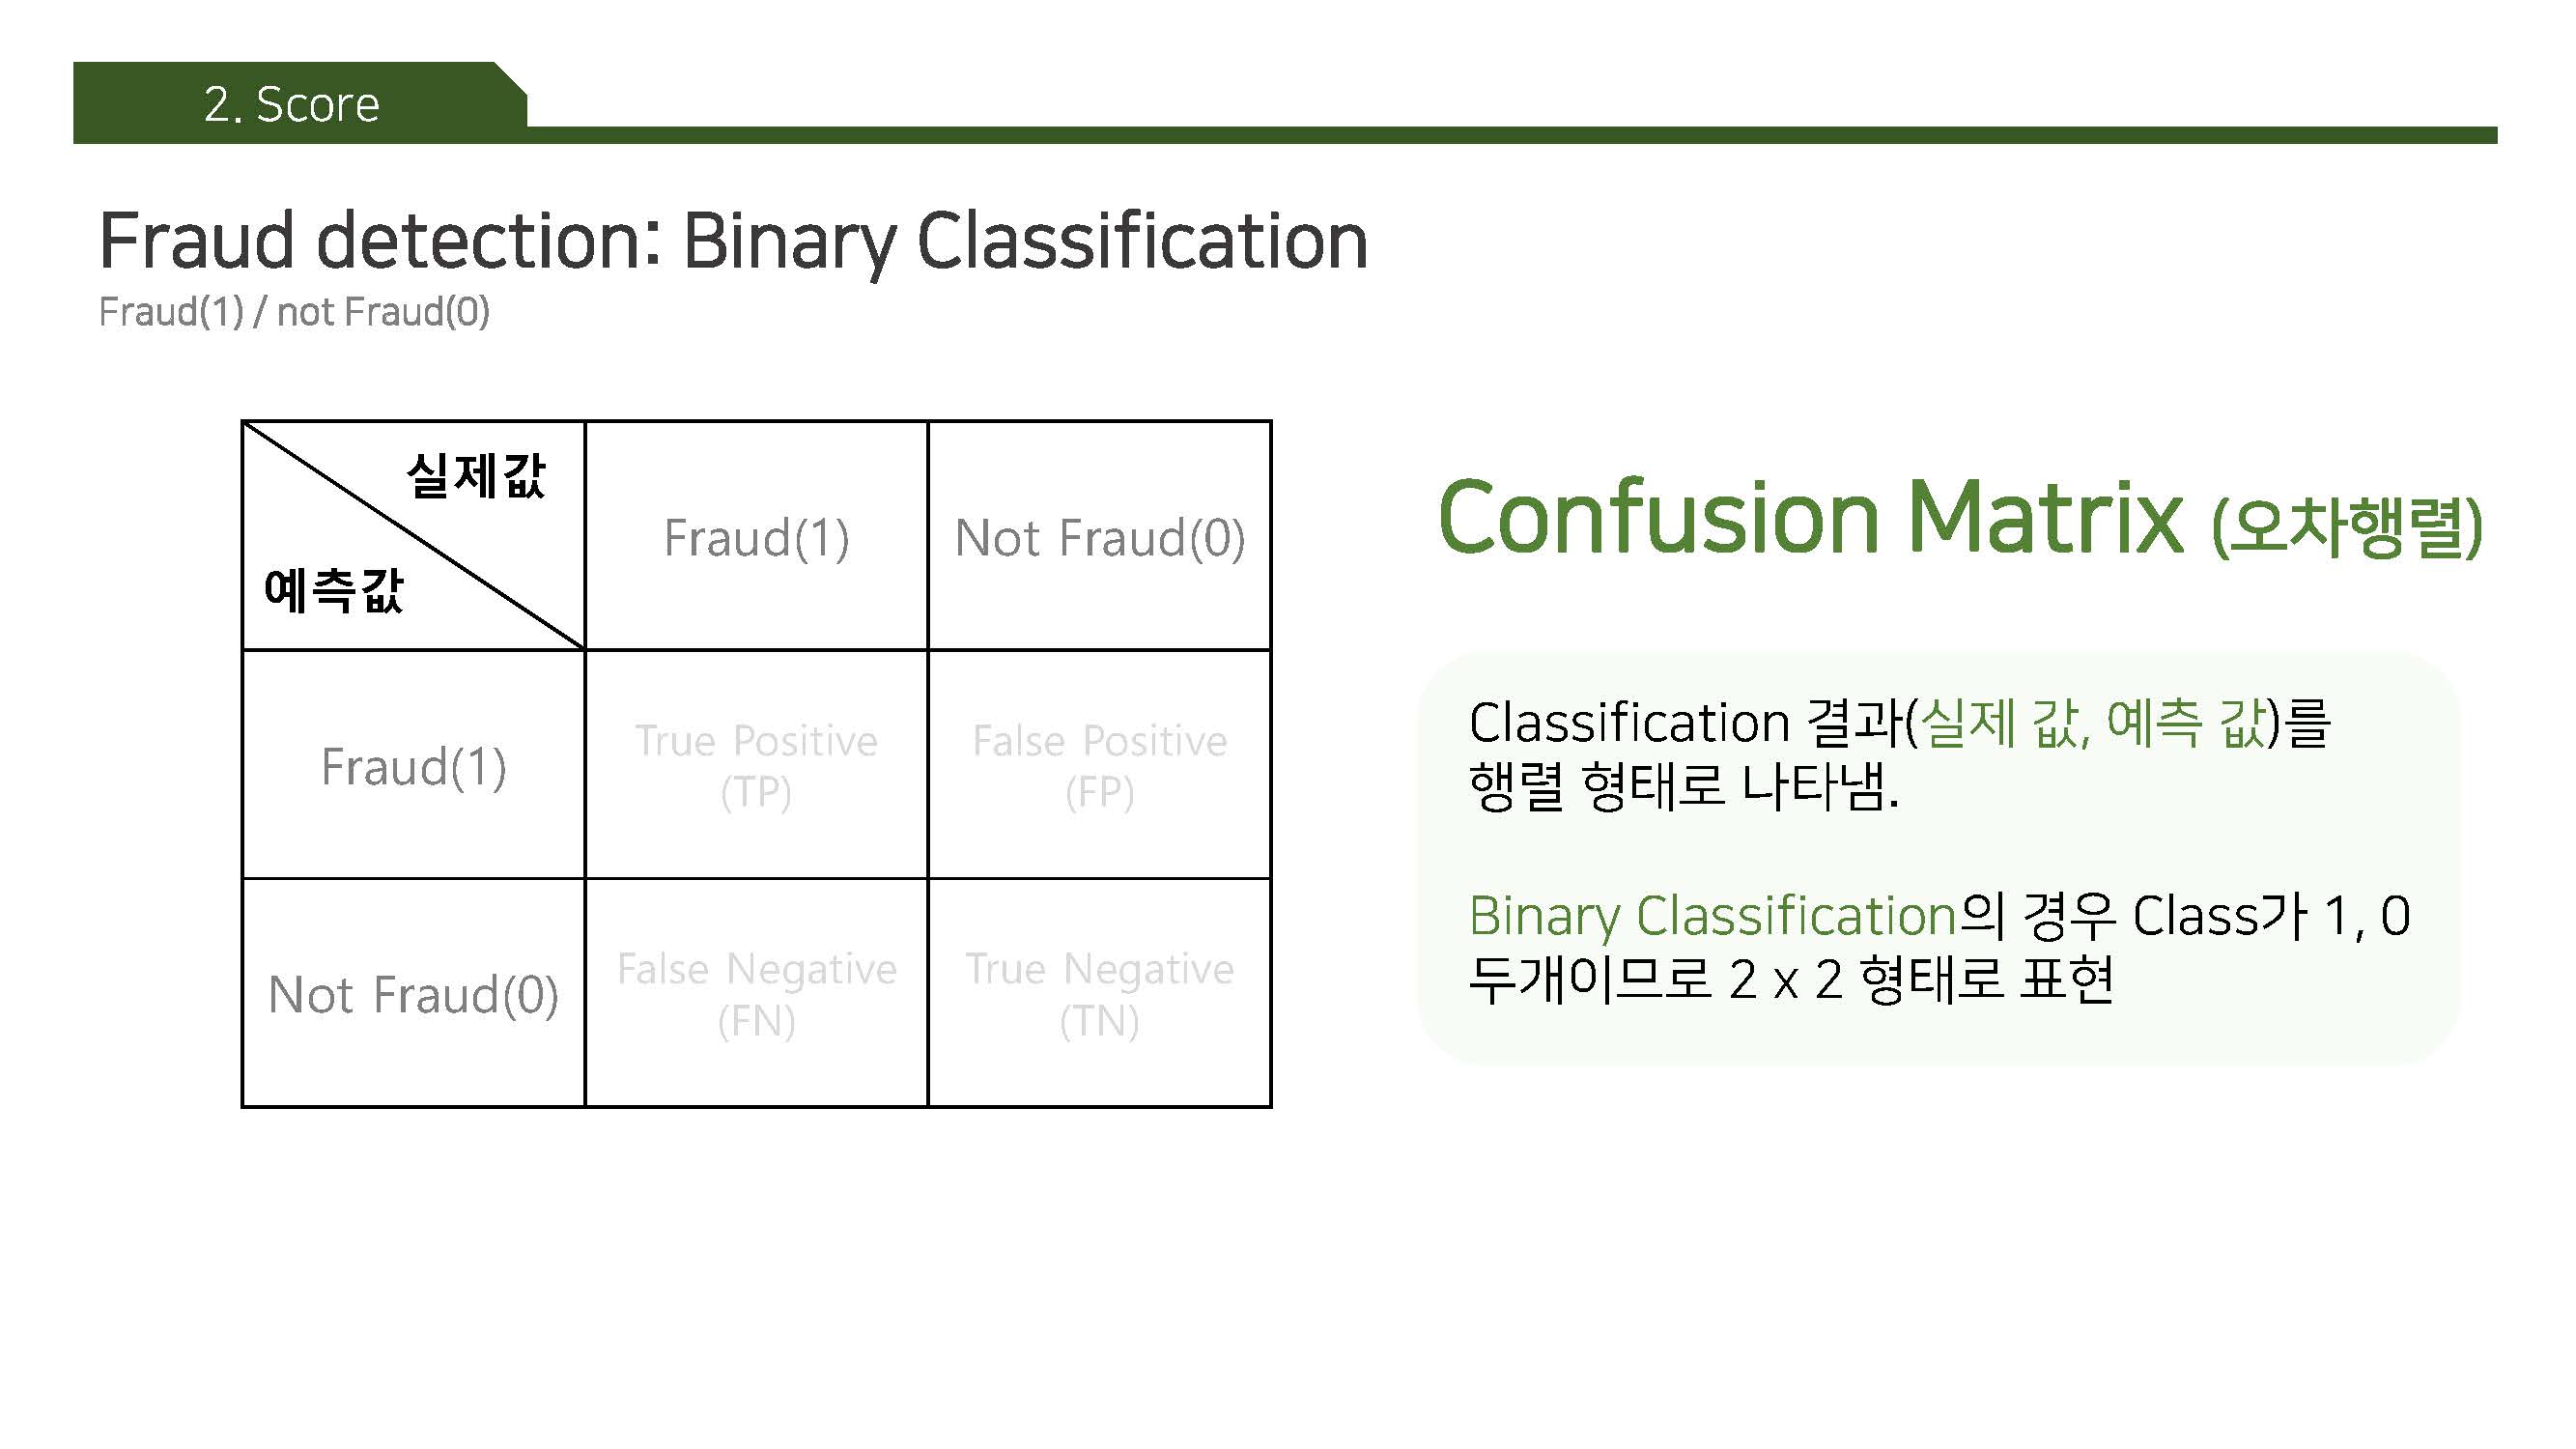 2. Score
Fraud detection: Binary Classification
Fraud(1) / not Fraud(0)
실제값
예측값
Fraud(1)
Not Fraud(0)
Fraud(1)
True Positive
(TP)
False Positive
(FP)
Not Fraud(0)
False Negative
(FN)
True Negative
(TN)
Confusion Matrix (오차행렬)
Classification 결과(실제 값, 예측 값)를
행렬 형태로 나타냄.
Binary Classification의 경우 Class가 1, 0
두개이므로 2 x 2 형태로 표현